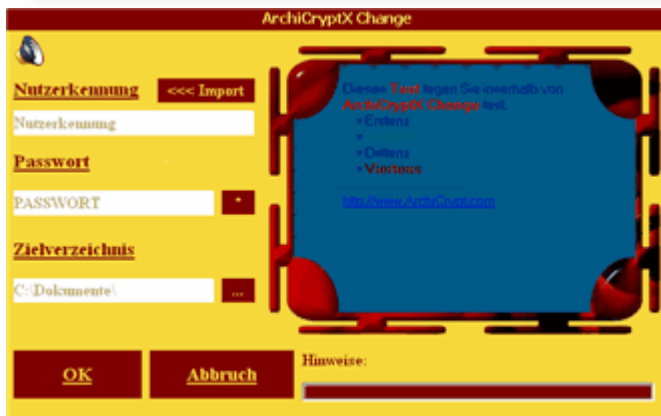 ArchiCryptX Change
Nutzerkennung
<<< Import
Nutzerkennung
Passwort
PASSWORT
*
Zielverzeichnis
C:\Dokumente\
...
OK
Abbruch
Diesen Text legen Sie innerhalb von
ArchiCryptX Change fest.
• Erstens
•
• Drittens
• Viertens
http://www.ArchiCrypt.com
Hinweise: